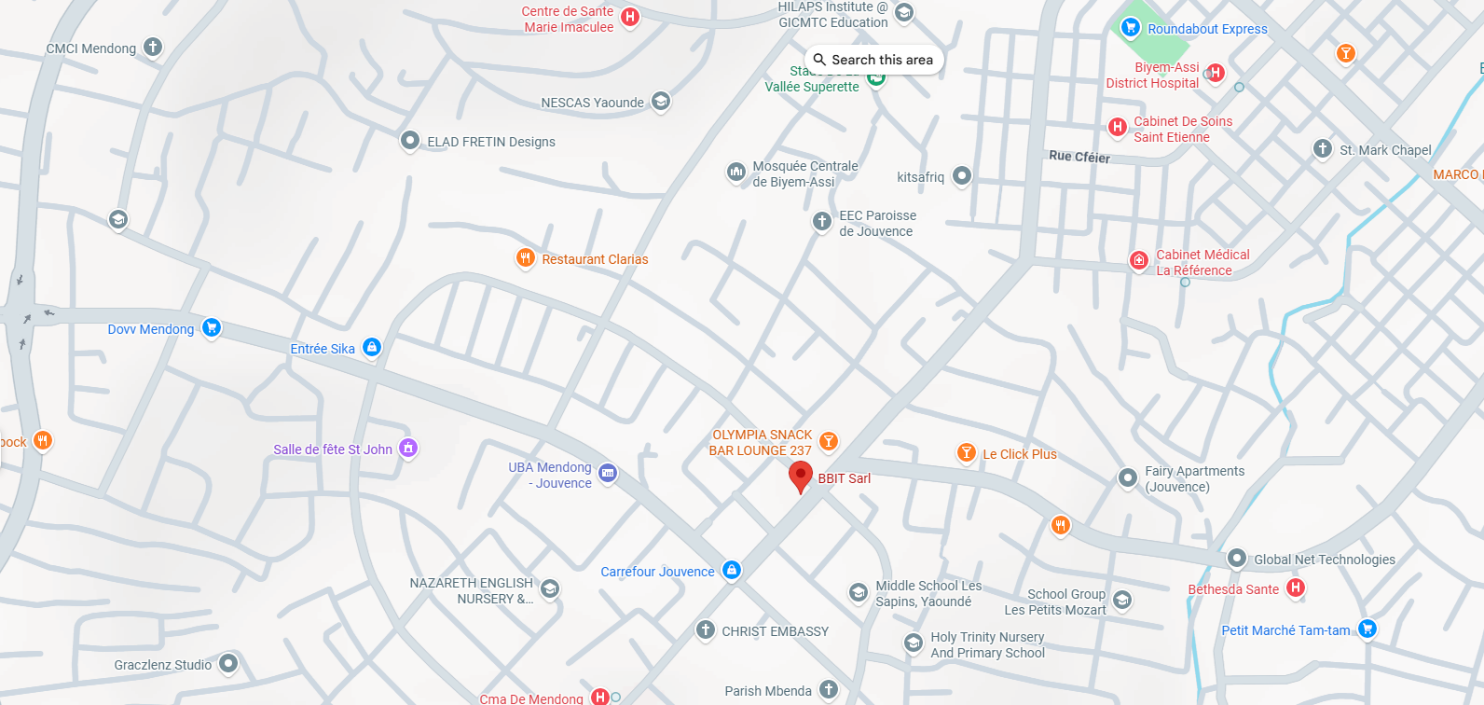 Centre de Sante
Marie Imaculee
HILAPS Institute @
GICMTC Education
Roundabout Express
CMCI Mendong
Search this area
Biyem-Assi
District Hospital
Vallée Superette
NESCAS Yaounde
Cabinet De Soins
Saint Etienne
ELAD FRETIN Designs
Rue Cféier
St. Mark Chapel
Mosquée Centrale
de Biyem-Assi
kitsafriq
MARCO
EEC Paroisse
de Jouvence
Restaurant Clarias
Cabinet Médical
La Référence
Dovv Mendong
Entrée Sika
OLYMPIA SNACK
BAR LOUNGE 237
ock
Salle de fête St John
Le Click Plus
UBA Mendong
- Jouvence
BBIT Sarl
Fairy Apartments
(Jouvence)
Global Net Technologies
Carrefour Jouvence
NAZARETH ENGLISH
NURSERY &...
Middle School Les
Sapins, Yaoundé
School Group
Les Petits Mozart
Bethesda Sante
CHRIST EMBASSY
Petit Marché Tam-tam
Holy Trinity Nursery
And Primary School
Graczlenz Studio
Parish Mbenda
Cma De Mendong